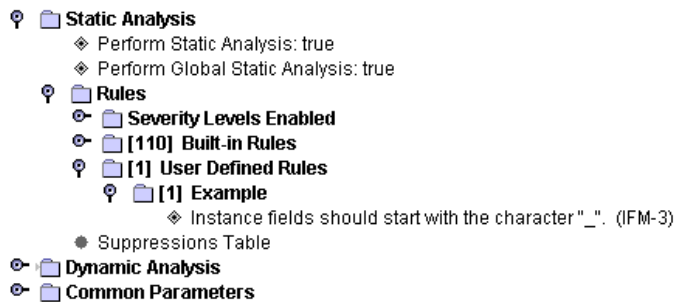 Static Analysis
Perform Static Analysis: true
Perform Global Static Analysis: true
Rules
Severity Levels Enabled
[110] Built-in Rules
[1] User Defined Rules
[1] Example
Instance fields should start with the character "_". (IFM-3)
Suppressions Table
Dynamic Analysis
Common Parameters